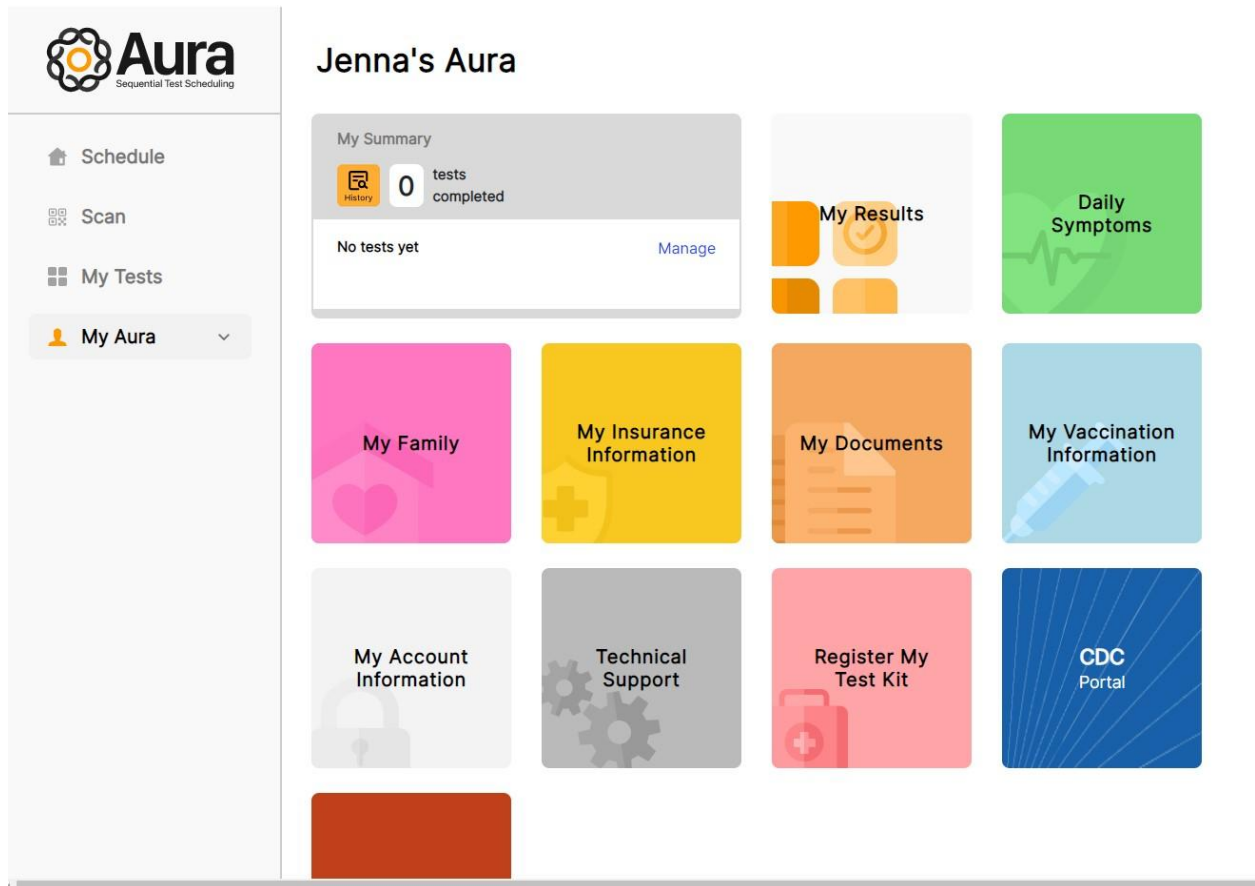 Aura
Sequential Test Scheduling
Schedule
Scan
My Tests
My Aura
Jenna's Aura
My Summary
History
0
tests
completed
No tests yet
Manage
My Results
Daily
Symptoms
My Family
My Insurance
Information
My Documents
My Vaccination
Information
My Account
Information
Technical
Support
Register My
Test Kit
CDC
Portal